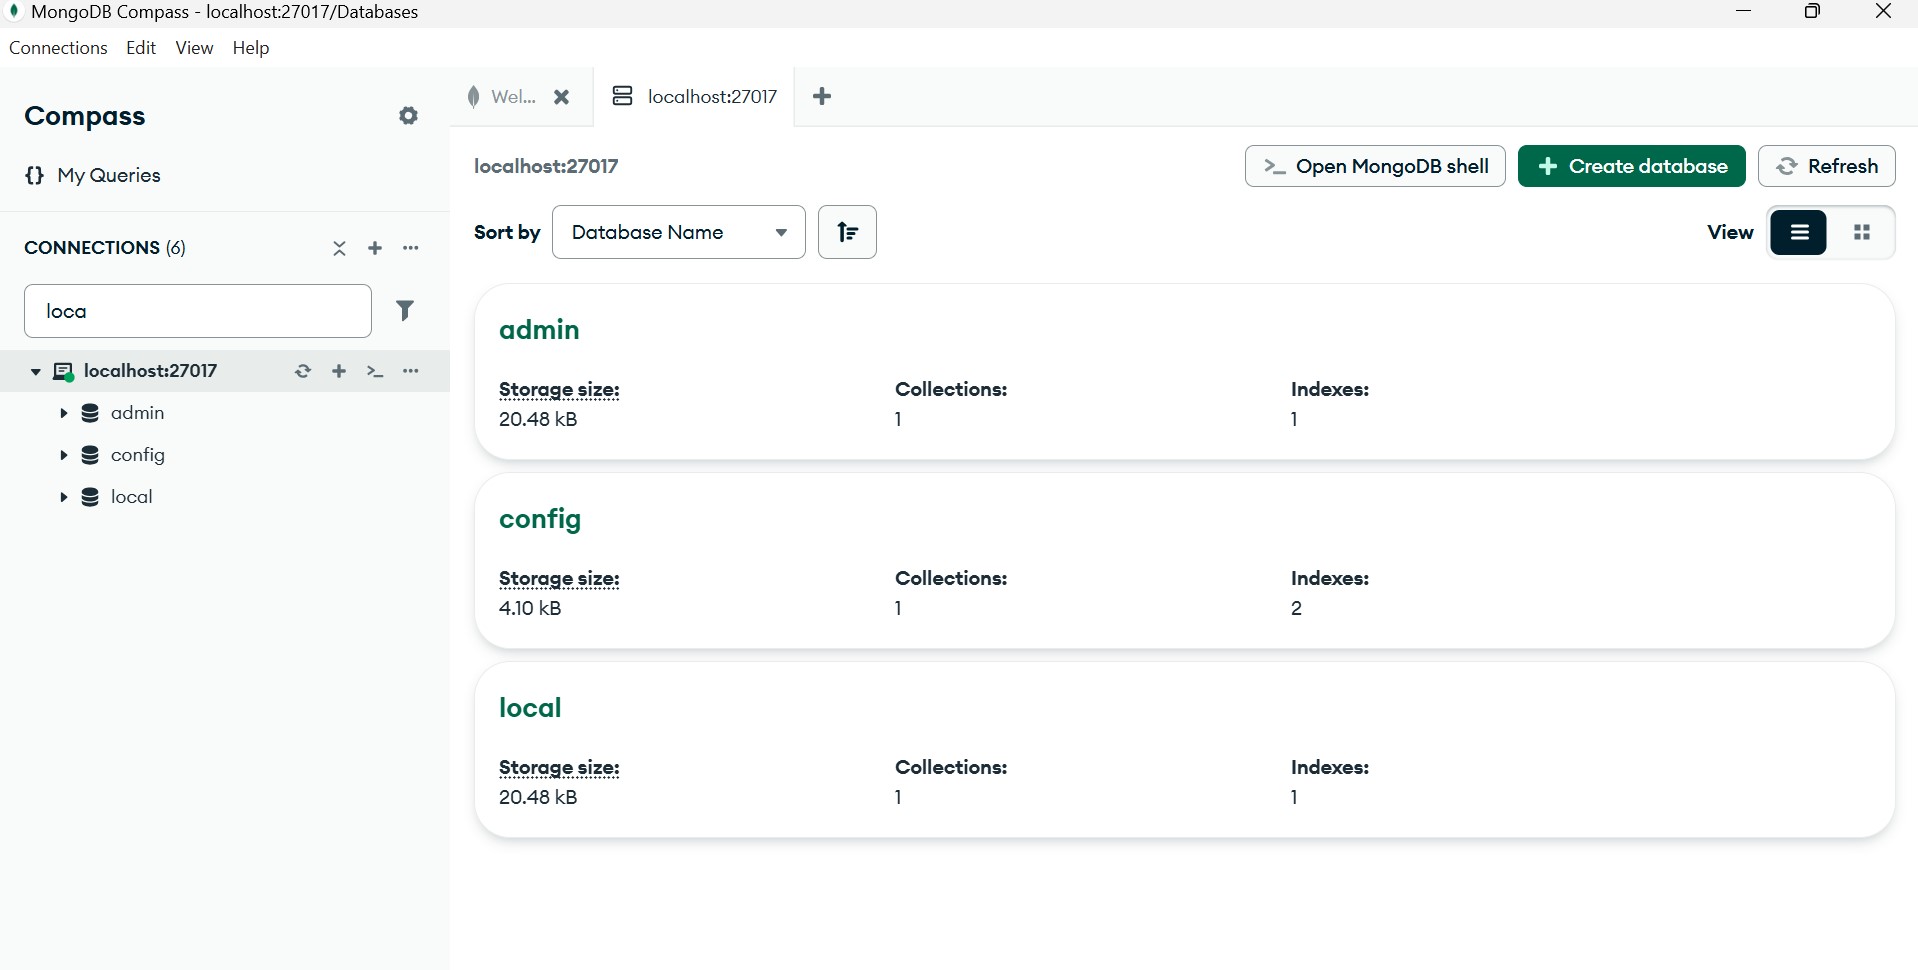 MongoDB Compass - localhost:27017/Databases
Connections Edit View Help
Compass
{} My Queries
CONNECTIONS (6)
loca
localhost:27017
admin
config
local
Wel...
localhost:27017
localhost:27017
>_ Open MongoDB shell
Create database
Refresh
Sort by
Database Name
View
admin
Storage size: Collections: Indexes:
20.48 kB 1 1
config
Storage size: Collections: Indexes:
4.10 kB 1 2
local
Storage size: Collections: Indexes:
20.48 kB 1 1